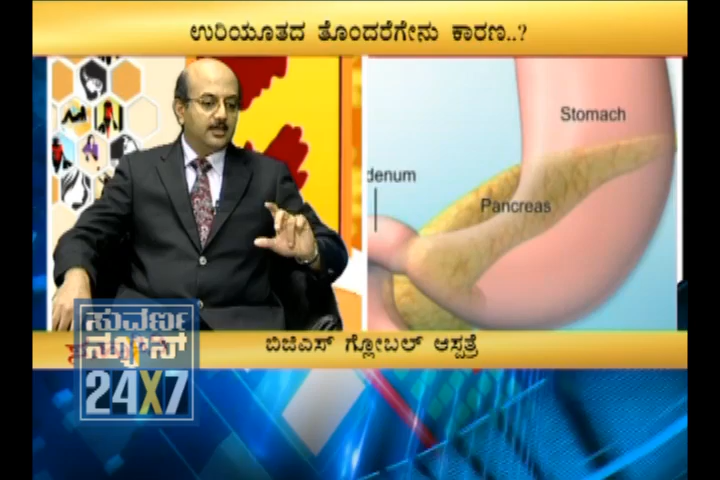 ಉರಿಯೂತದ ತೊಂದರೆಗೇನು ಕಾರಣ..?
Stomach
denum
Pancreas
ಸುವರ್ಣ
ನ್ಯೂಸ್
24X7
ಬಿಜಿಎಸ್ ಗ್ಲೋಬಲ್ ಆಸ್ಪತ್ರೆ